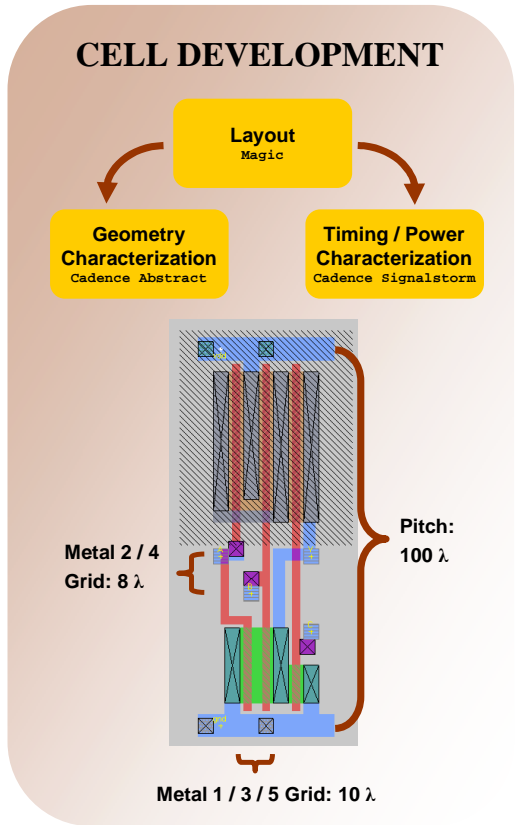 CELL DEVELOPMENT
Layout
Magic
Geometry
Characterization
Cadence Abstract
Timing / Power
Characterization
Cadence Signalstorm
Metal 2 / 4
Grid: 8 λ
Pitch:
100 λ
gnd
Metal 1 / 3 / 5 Grid: 10 λ